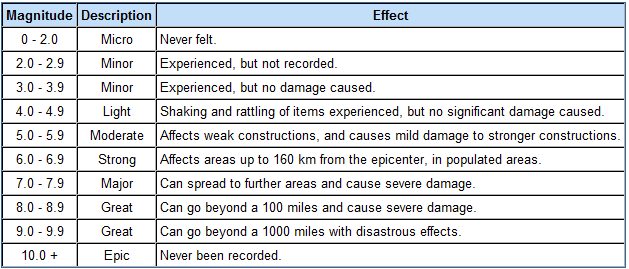 Magnitude Description Effect
0 - 2.0 Micro Never felt.
2.0 - 2.9 Minor Experienced, but not recorded.
3.0 - 3.9 Minor Experienced, but no damage caused.
4.0 - 4.9 Light Shaking and rattling of items experienced, but no significant damage caused.
5.0 - 5.9 Moderate Affects weak constructions, and causes mild damage to stronger constructions.
6.0 - 6.9 Strong Affects areas up to 160 km from the epicenter, in populated areas.
7.0 - 7.9 Major Can spread to further areas and cause severe damage.
8.0 - 8.9 Great Can go beyond a 100 miles and cause severe damage.
9.0 - 9.9 Great Can go beyond a 1000 miles with disastrous effects.
10.0 + Epic Never been recorded.